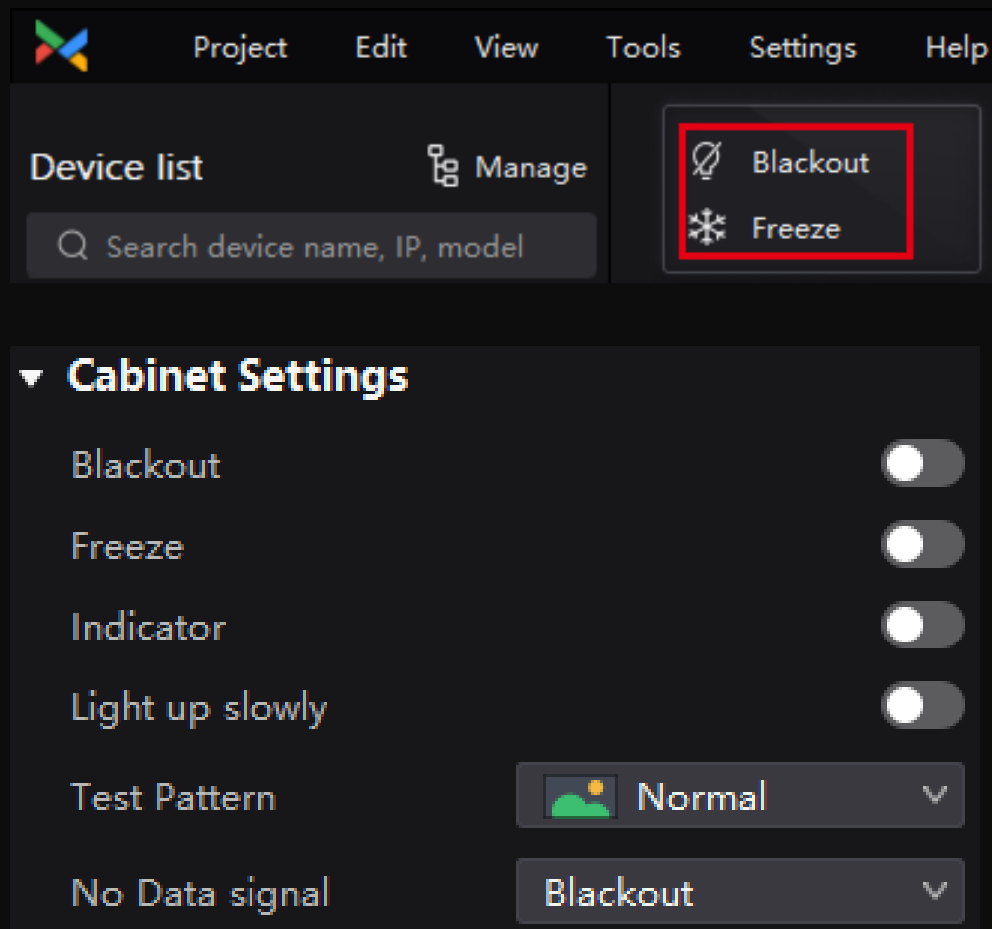 Project Edit View Tools Settings Help
Device list Manage
Search device name, IP, model
Blackout
Freeze
Cabinet Settings
Blackout
Freeze
Indicator
Light up slowly
Test Pattern Normal
No Data signal Blackout